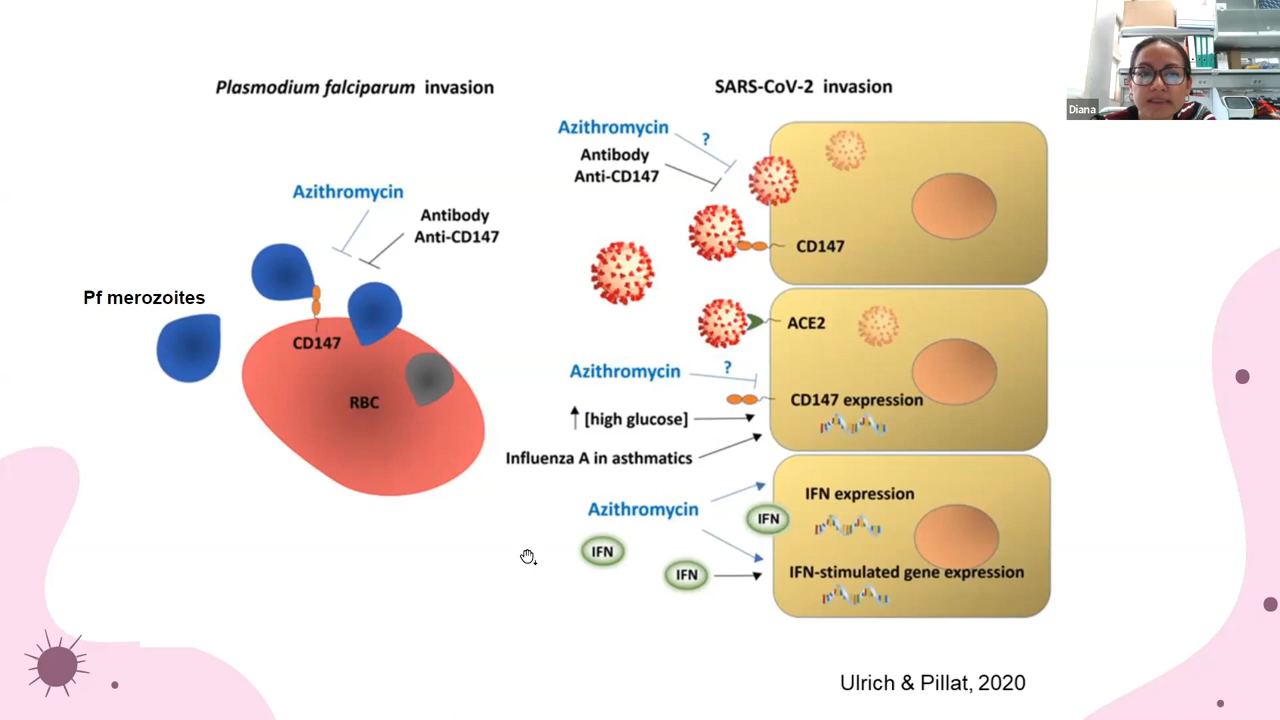 Plasmodium falciparum invasion
Azithromycin
Antibody
Anti-CD147
Pf merozoites
CD147
RBC
SARS-CoV-2 invasion
Azithromycin
?
Antibody
Anti-CD147
CD147
ACE2
Azithromycin
?
CD147 expression
[high glucose]
Influenza A in asthmatics
Azithromycin
IFN expression
IFN
IFN
IFN
IFN-stimulated gene expression
Ulrich & Pillat, 2020
Diana